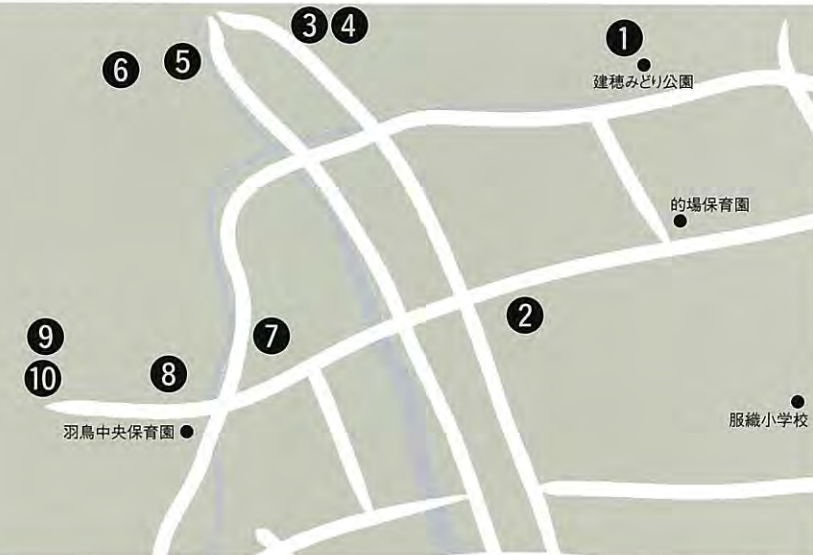 ③ ④
①
⑥ ⑤
建穂みどり公園
的場保育園
②
⑨
⑦
⑩
⑧
服織小学校
羽鳥中央保育園